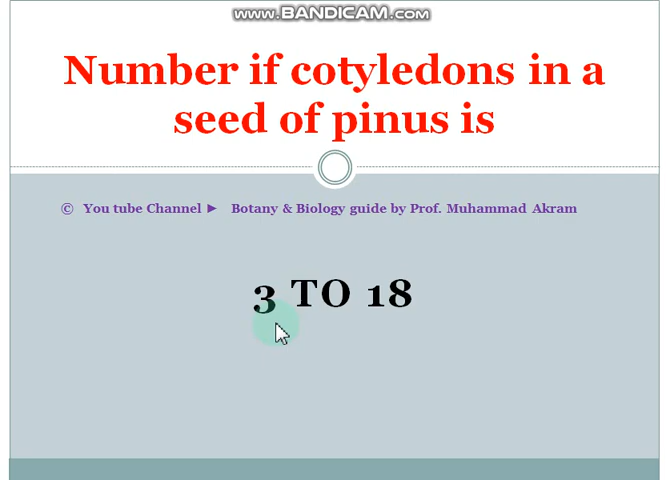 www.BANDICAM.com
Number if cotyledons in a
seed of pinus is
© You tube Channel ► Botany & Biology guide by Prof. Muhammad Akram
3 TO 18